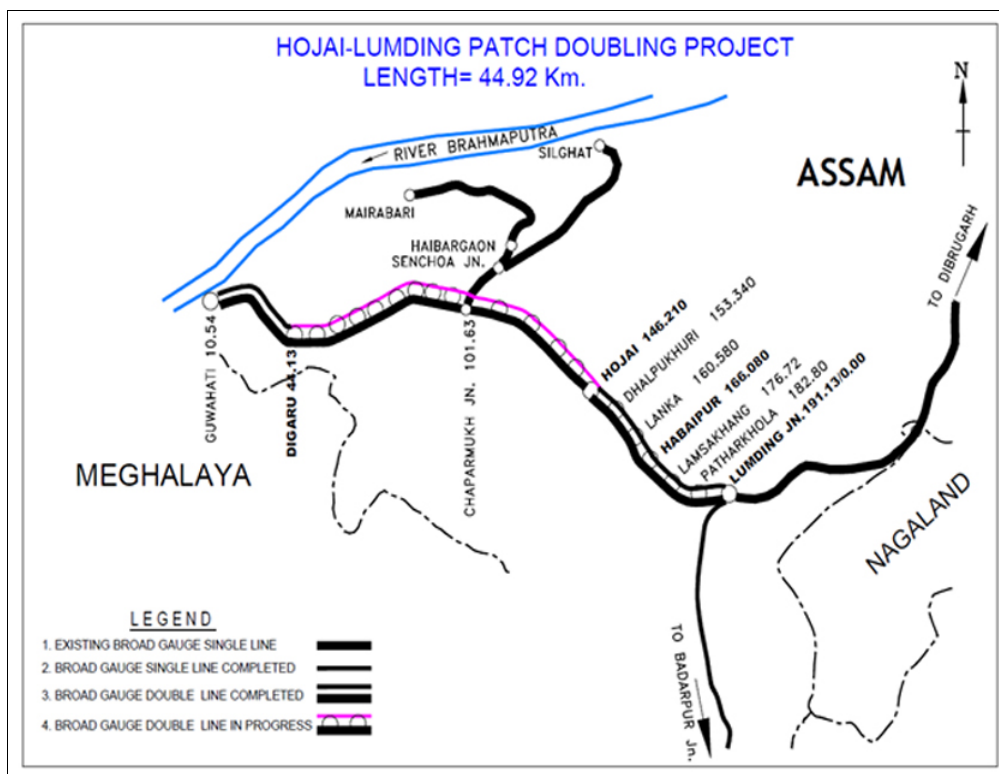 HOJAI-LUMDING PATCH DOUBLING PROJECT
LENGTH= 44.92 Km.
N
RIVER BRAHMAPUTRA
SILGHAT
ASSAM
MAIRABARI
HAIBARGAON
SENCHOA JN.
TO DIBRUGARH
GUWAHATI 10.54
DIGARU 44.13
CHAPARMUKH JN. 101.63
HOJAI 146.210
DHALPUKHURI 153.340
LANKA 160.580
HABAIPUR 166.080
LAMSAKHANG 176.72
PATHARKHOLA 182.80
LUMDING JN.191.13/0.00
MEGHALAYA
NAGALAND
TO BADARPUR Jn.
LEGEND
1. EXISTING BROAD GAUGE SINGLE LINE
2. BROAD GAUGE SINGLE LINE COMPLETED
3. BROAD GAUGE DOUBLE LINE COMPLETED
4. BROAD GAUGE DOUBLE LINE IN PROGRESS